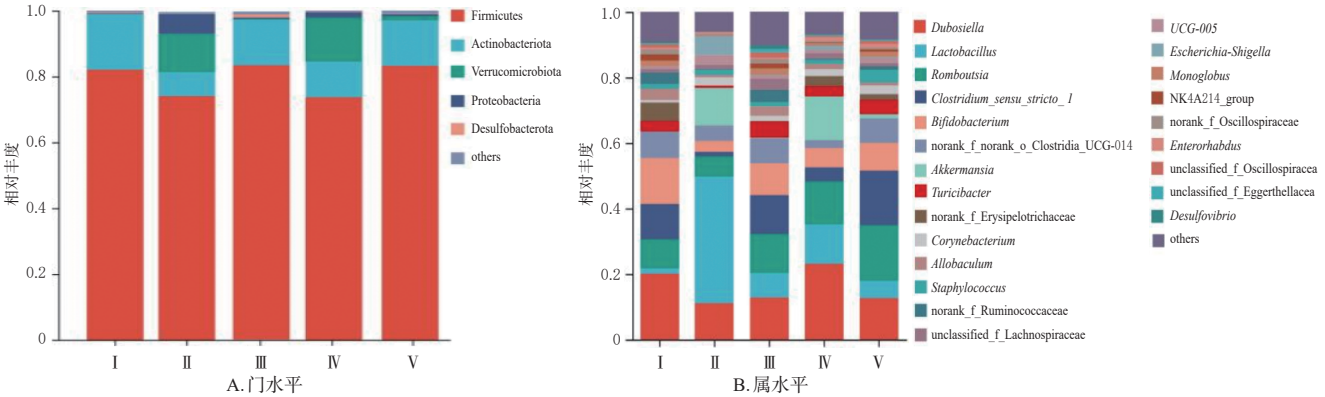 相对丰度
1.0
0.8
0.6
0.4
0.2
0
I
II
III
IV
V
A.门水平
Firmicutes
Actinobacteriota
Verrucomicrobiota
Proteobacteria
Desulfobacterota
others
相对丰度
1.0
0.8
0.6
0.4
0.2
0
I
II
III
IV
V
B.属水平
Dubosiella
Lactobacillus
Romboutsia
Clostridium_sensu_stricto_1
Bifidobacterium
norank_f_norank_o_Clostridia_UCG-014
Akkermansia
Turicibacter
norank_f_Erysipelotrichaceae
Corynebacterium
Allobaculum
Staphylococcus
norank_f_Ruminococcaceae
unclassified_f_Lachnospiraceae
UCG-005
Escherichia-Shigella
Monoglobus
NK4A214_group
norank_f_Oscillospiraceae
Enterorhabdus
unclassified_f_Oscillospiracea
unclassified_f_Eggerthellacea
Desulfovibrio
others